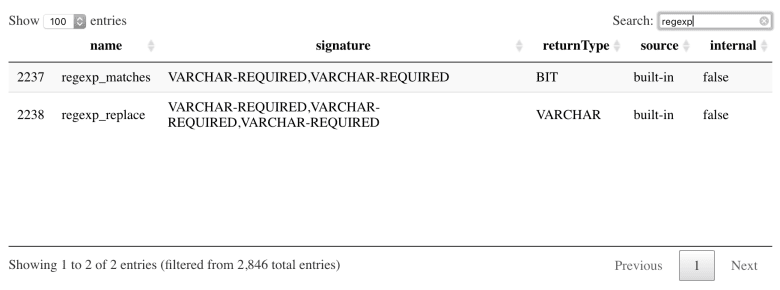 Show 100 entries Search: regexp
name signature returnType source internal
2237 regexp_matches VARCHAR-REQUIRED,VARCHAR-REQUIRED BIT built-in false
VARCHAR-REQUIRED,VARCHAR-
2238 regexp_replace VARCHAR built-in false
REQUIRED,VARCHAR-REQUIRED
Showing 1 to 2 of 2 entries (filtered from 2,846 total entries) Previous 1 Next